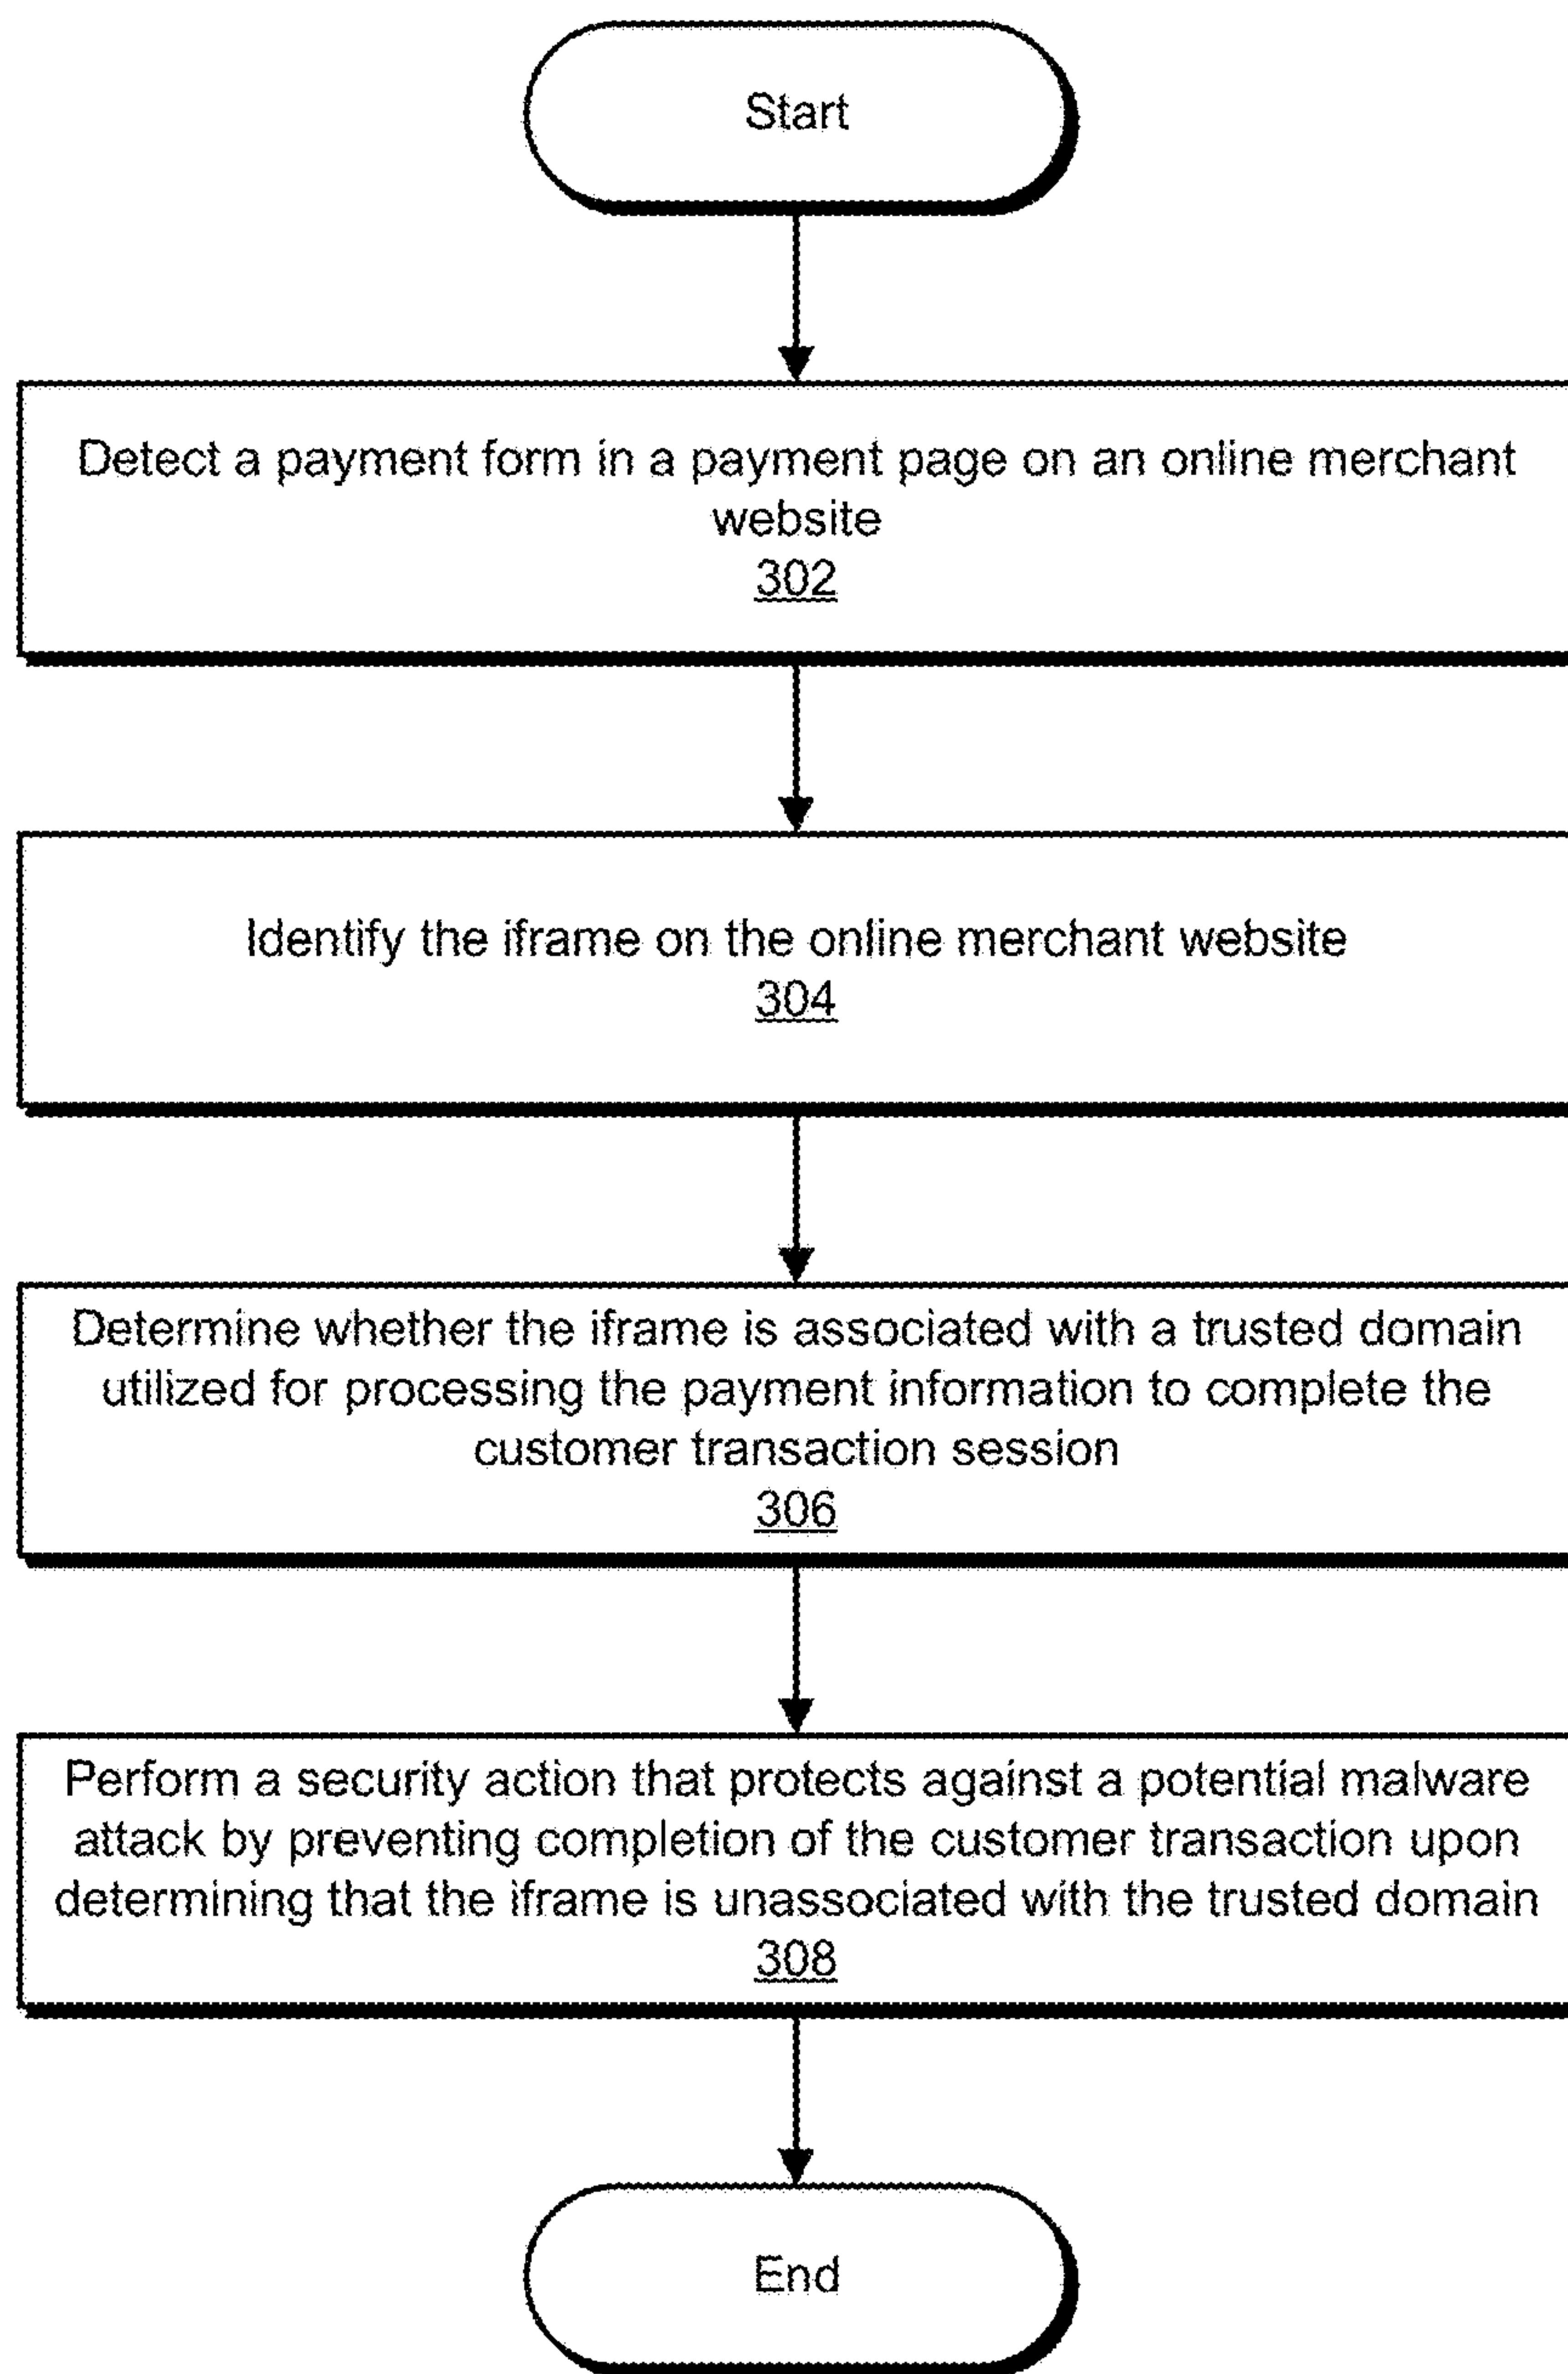 Start
Detect a payment form in a payment page on an online merchant
website
302
Identify the iframe on the online merchant website
304
Determine whether the iframe is associated with a trusted domain
utilized for processing the payment information to complete the
customer transaction session
306
Perform a security action that protects against a potential malware
attack by preventing completion of the customer transaction upon
determining that the iframe is unassociated with the trusted domain
308
End